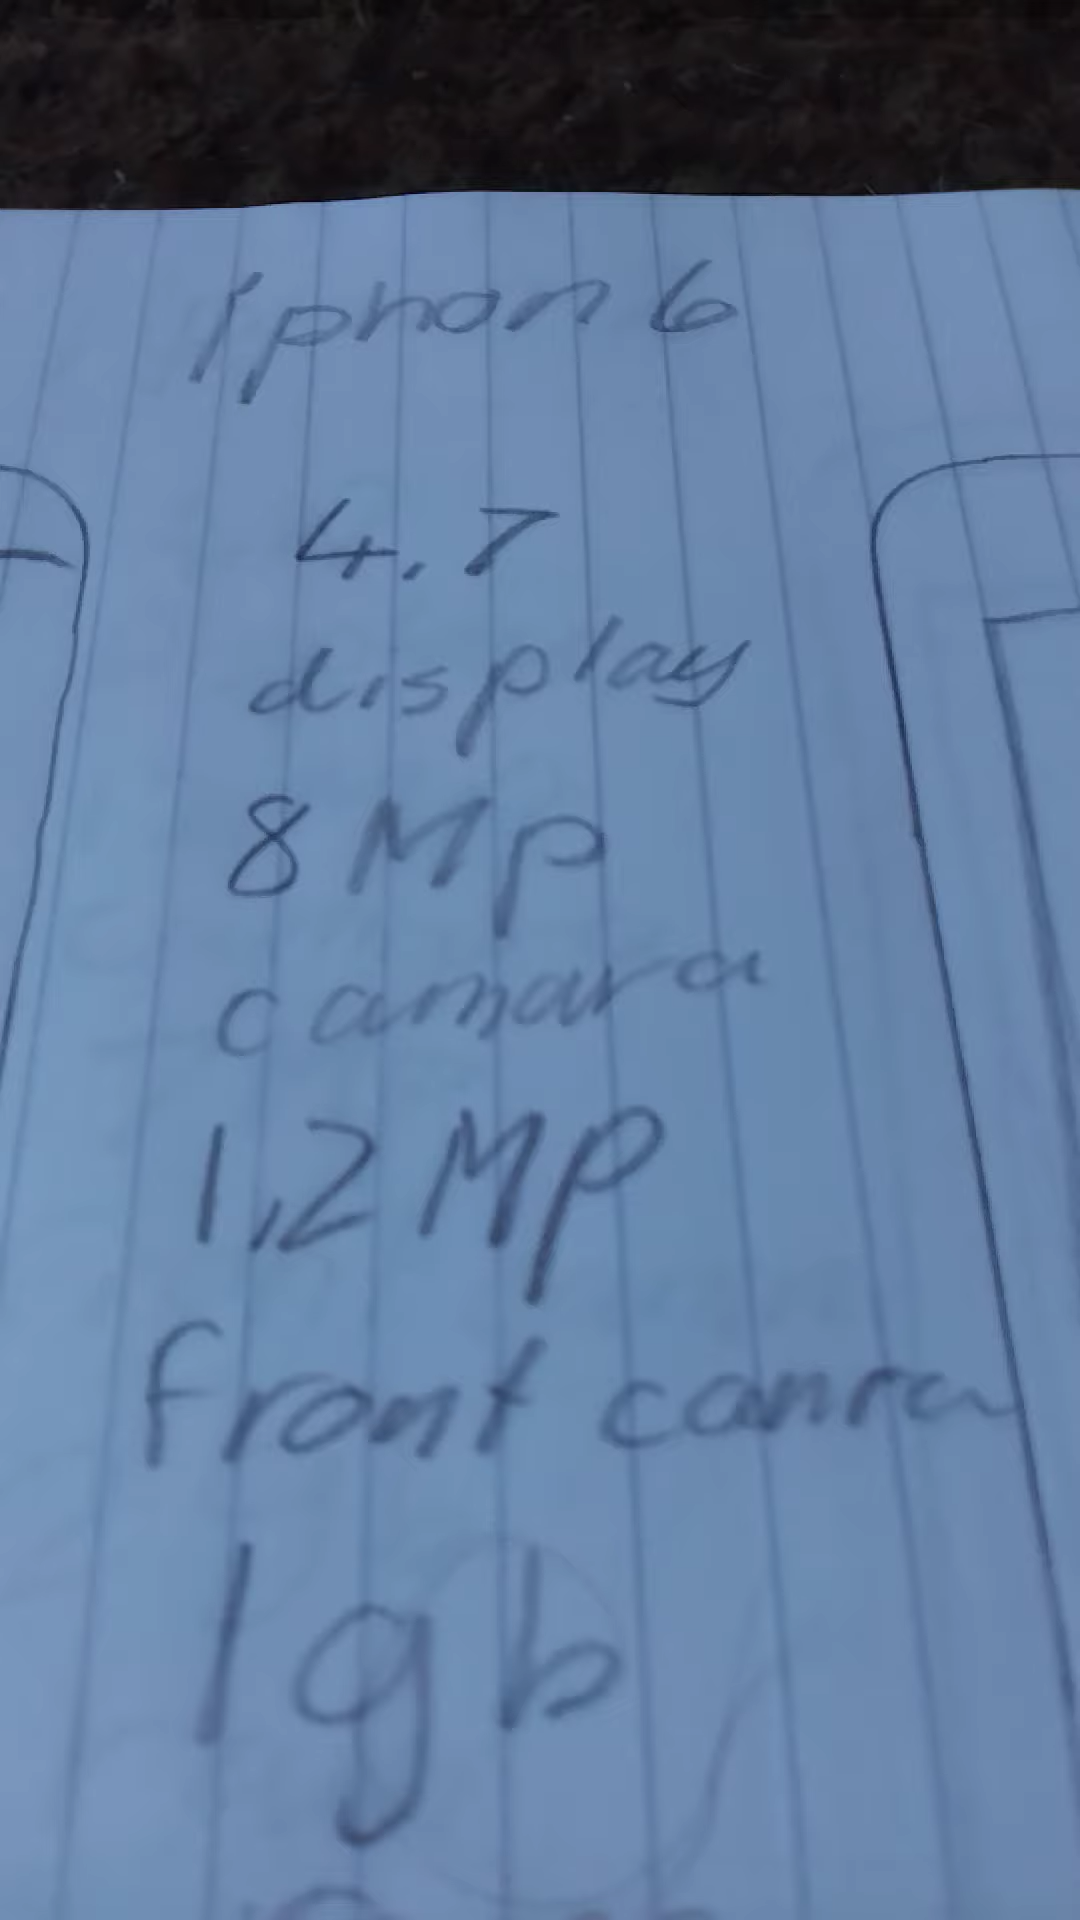 Iphon 6
4.7
display
8 Mp
camara
1,2 MP
front camra
1gb